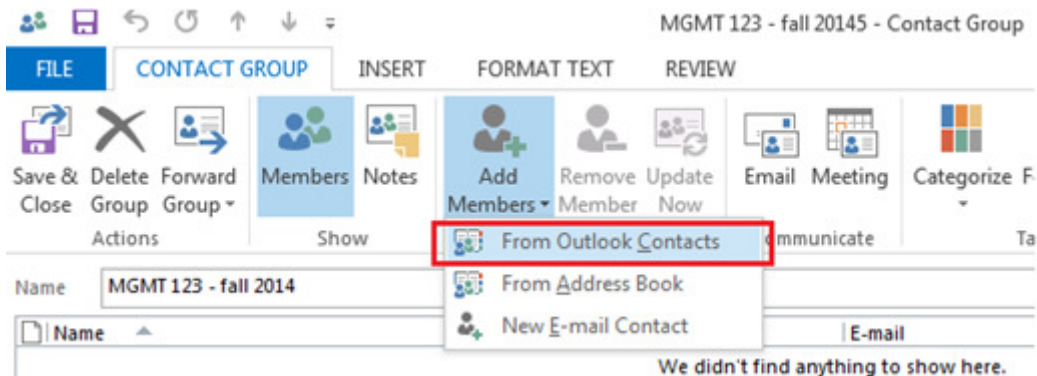 MGMT 123 - fall 20145 - Contact Group
FILE CONTACT GROUP INSERT FORMAT TEXT REVIEW
Save & Delete Forward Members Notes Add Remove Update Email Meeting Categorize F
Close Group Group Members Member Now
Actions Show mmunicate Ta
From Outlook Contacts
Name MGMT 123 - fall 2014
From Address Book
New E-mail Contact
Name E-mail
We didn't find anything to show here.